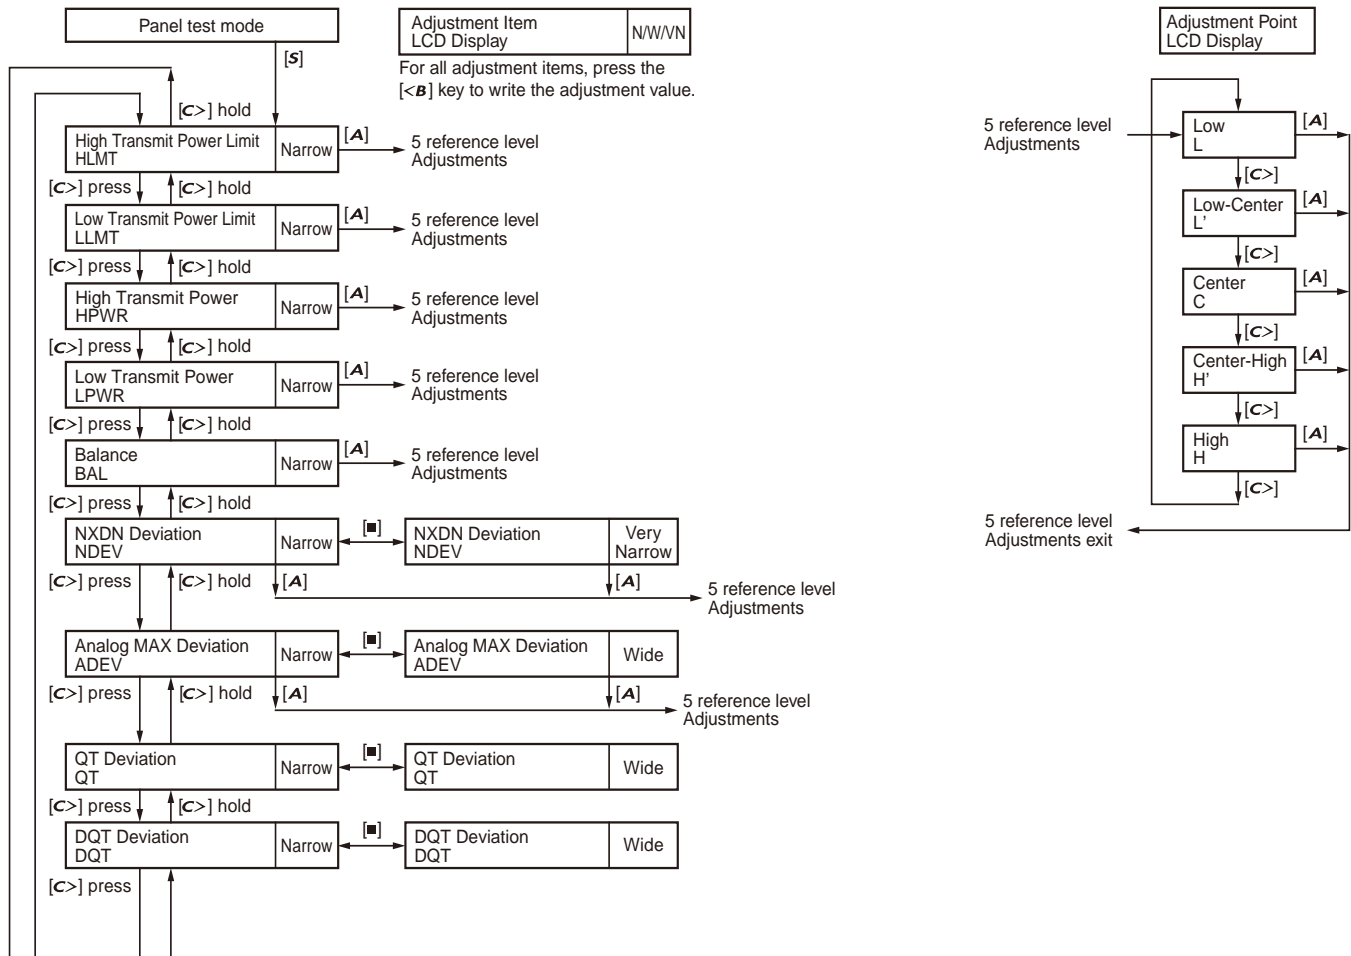 Panel test mode
[S]
Adjustment Item
LCD Display
N/W/VN
For all adjustment items, press the
[<B] key to write the adjustment value.
[C>] hold
High Transmit Power Limit
HLMT
Narrow
[A]
5 reference level
Adjustments
[C>] press
[C>] hold
Low Transmit Power Limit
LLMT
Narrow
[A]
5 reference level
Adjustments
[C>] press
[C>] hold
High Transmit Power
HPWR
Narrow
[A]
5 reference level
Adjustments
[C>] press
[C>] hold
Low Transmit Power
LPWR
Narrow
[A]
5 reference level
Adjustments
[C>] press
[C>] hold
Balance
BAL
Narrow
[A]
5 reference level
Adjustments
[C>] press
[C>] hold
NXDN Deviation
NDEV
Narrow
[■]
NXDN Deviation
NDEV
Very
Narrow
[C>] press
[C>] hold
[A]
[A]
5 reference level
Adjustments
Analog MAX Deviation
ADEV
Narrow
[■]
Analog MAX Deviation
ADEV
Wide
[C>] press
[C>] hold
[A]
[A]
5 reference level
Adjustments
QT Deviation
QT
Narrow
[■]
QT Deviation
QT
Wide
[C>] press
[C>] hold
DQT Deviation
DQT
Narrow
[■]
DQT Deviation
DQT
Wide
[C>] press
Adjustment Point
LCD Display
5 reference level
Adjustments
Low
L
[A]
[C>]
Low-Center
L'
[A]
[C>]
Center
C
[A]
[C>]
Center-High
H'
[A]
[C>]
High
H
[A]
[C>]
5 reference level
Adjustments exit